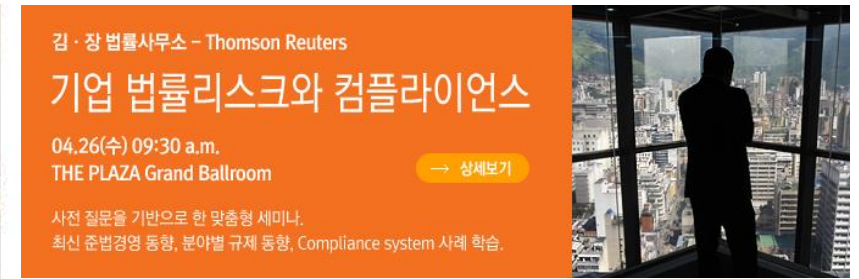 김·장 법률사무소 – Thomson Reuters
기업 법률리스크와 컴플라이언스
04.26(수) 09:30 a.m.
THE PLAZA Grand Ballroom
→ 상세보기
사전 질문을 기반으로 한 맞춤형 세미나.
최신 준법경영 동향, 분야별 규제 동향, Compliance system 사례 학습.